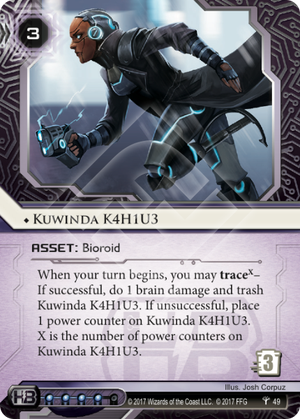 3
Kuwinda K4H1U3
ASSET: Bioroid
When your turn begins, you may traceX–
If successful, do 1 brain damage and trash
Kuwinda K4H1U3. If unsuccessful, place
1 power counter on Kuwinda K4H1U3.
X is the number of power counters on
Kuwinda K4H1U3.
3
Illus. Josh Corpuz
HB
© 2017 Wizards of the Coast LLC. © 2017 FFG
49